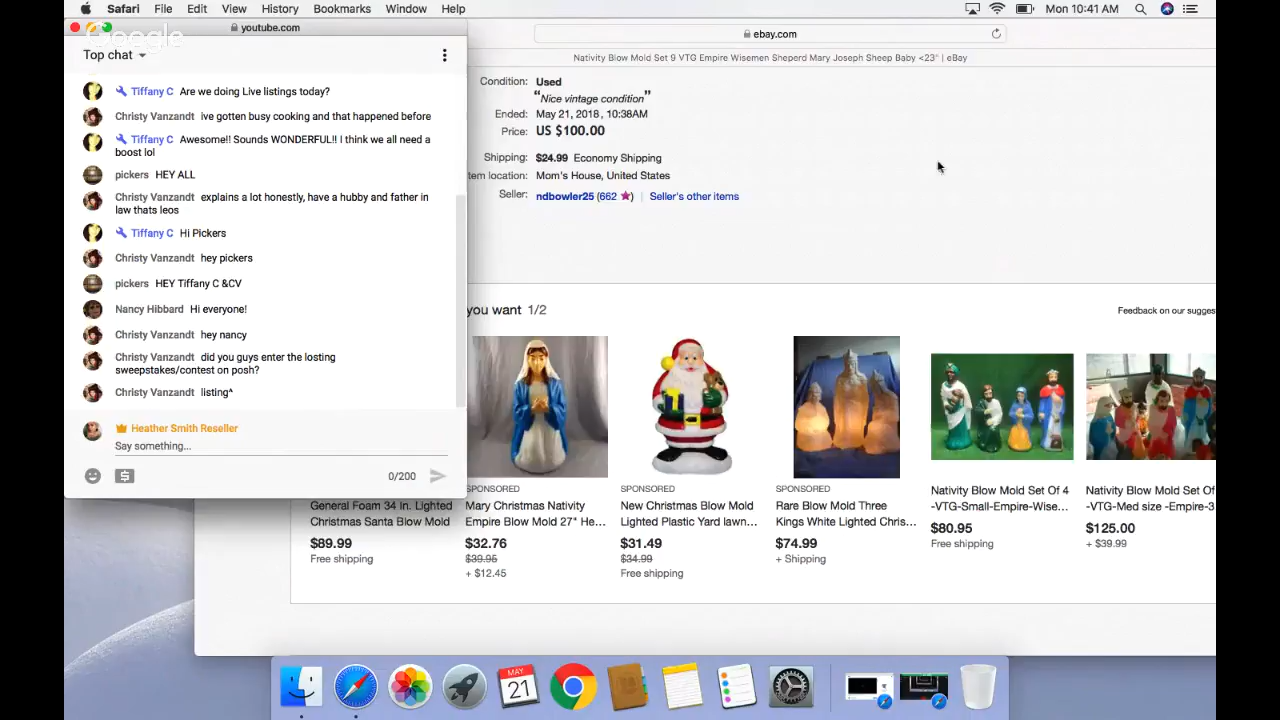 Safari File Edit View History Bookmarks Window Help Mon 10:41 AM
Google
youtube.com
ebay.com
Top chat
Nativity Blow Mold Set 9 VTG Empire Wisemen Sheperd Mary Joseph Sheep Baby <23" | eBay
Tiffany C Are we doing Live listings today?
Christy Vanzandt ive gotten busy cooking and that happened before
Tiffany C Awesome!! Sounds WONDERFUL!! I think we all need a
boost lol
pickers HEY ALL
Christy Vanzandt explains a lot honestly, have a hubby and father in
law thats leos
Tiffany C Hi Pickers
Christy Vanzandt hey pickers
pickers HEY Tiffany C &CV
Nancy Hibbard Hi everyone!
Christy Vanzandt hey nancy
Christy Vanzandt did you guys enter the losting
sweepstakes/contest on posh?
Christy Vanzandt listing^
Heather Smith Reseller
Say something...
0/200
Condition: Used
"Nice vintage condition"
Ended: May 21, 2018 , 10:38AM
Price: US $100.00
Shipping: $24.99 Economy Shipping
tem location: Mom's House, United States
Seller: ndbowler25 (662 ) | Seller's other items
you want 1/2
Feedback on our sugges
General Foam 34 In. Lighted
Christmas Santa Blow Mold
$89.99
Free shipping
SPONSORED
Mary Christmas Nativity
Empire Blow Mold 27" He...
$32.76
$39.95
+ $12.45
SPONSORED
New Christmas Blow Mold
Lighted Plastic Yard lawn...
$31.49
$34.99
Free shipping
SPONSORED
Rare Blow Mold Three
Kings White Lighted Chris...
$74.99
+ Shipping
Nativity Blow Mold Set Of 4
-VTG-Small-Empire-Wise...
$80.95
Free shipping
Nativity Blow Mold Set Of
-VTG-Med size -Empire-3
$125.00
+ $39.99
MAY
21